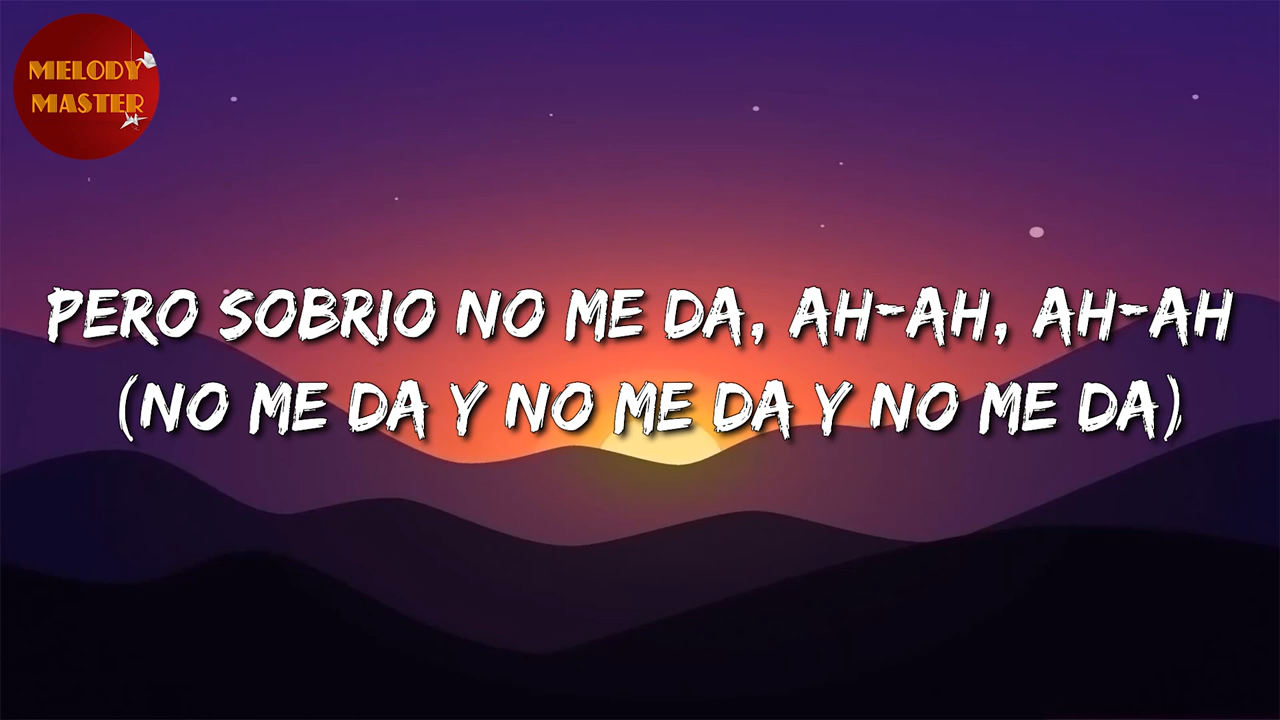 MELODY
MASTER
PERO SOBRIO NO ME DA, AH-AH, AH-AH
(NO ME DA Y NO ME DA Y NO ME DA)